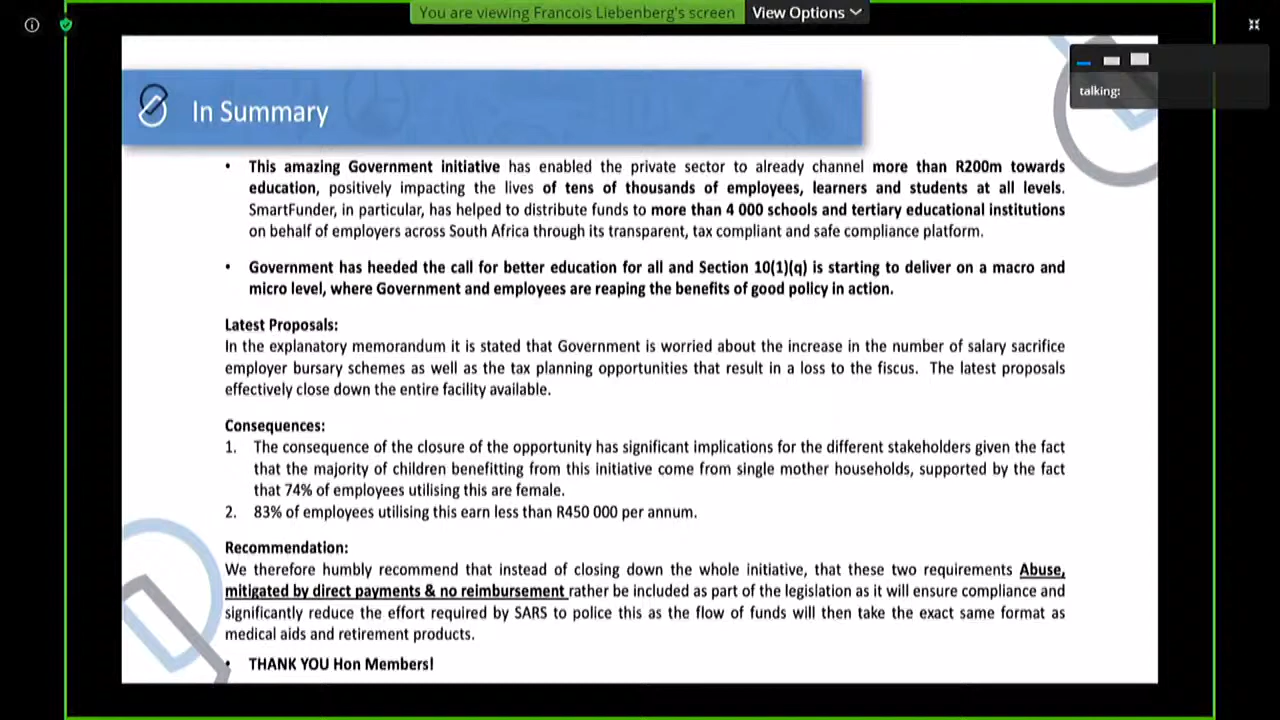 You are viewing Francois Liebenberg's screen
View Options
talking:
In Summary
• This amazing Government initiative has enabled the private sector to already channel more than R200m towards
education, positively impacting the lives of tens of thousands of employees, learners and students at all levels.
SmartFunder, in particular, has helped to distribute funds to more than 4 000 schools and tertiary educational institutions
on behalf of employers across South Africa through its transparent, tax compliant and safe compliance platform.
• Government has heeded the call for better education for all and Section 10(1)(q) is starting to deliver on a macro and
micro level, where Government and employees are reaping the benefits of good policy in action.
Latest Proposals:
In the explanatory memorandum it is stated that Government is worried about the increase in the number of salary sacrifice
employer bursary schemes as well as the tax planning opportunities that result in a loss to the fiscus. The latest proposals
effectively close down the entire facility available.
Consequences:
1. The consequence of the closure of the opportunity has significant implications for the different stakeholders given the fact
that the majority of children benefitting from this initiative come from single mother households, supported by the fact
that 74% of employees utilising this are female.
2. 83% of employees utilising this earn less than R450 000 per annum.
Recommendation:
We therefore humbly recommend that instead of closing down the whole initiative, that these two requirements Abuse,
mitigated by direct payments & no reimbursement rather be included as part of the legislation as it will ensure compliance and
significantly reduce the effort required by SARS to police this as the flow of funds will then take the exact same format as
medical aids and retirement products.
• THANK YOU Hon Members!